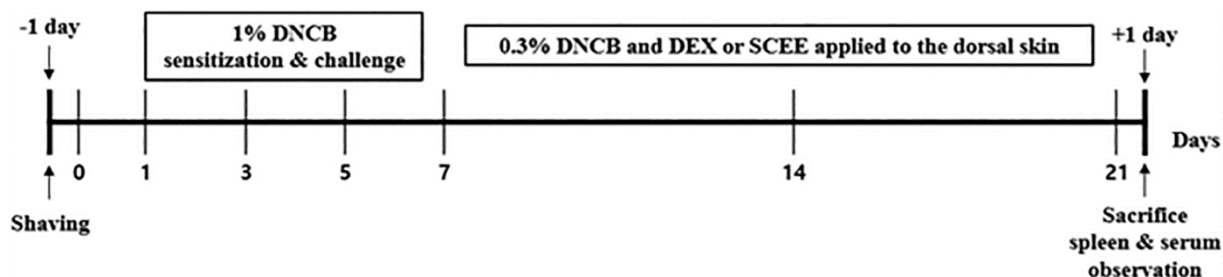 -1 day
1% DNCB
sensitization & challenge
0.3% DNCB and DEX or SCEE applied to the dorsal skin
+1 day
0 1 3 5 7 14 21 Days
Shaving
Sacrifice
spleen & serum
observation